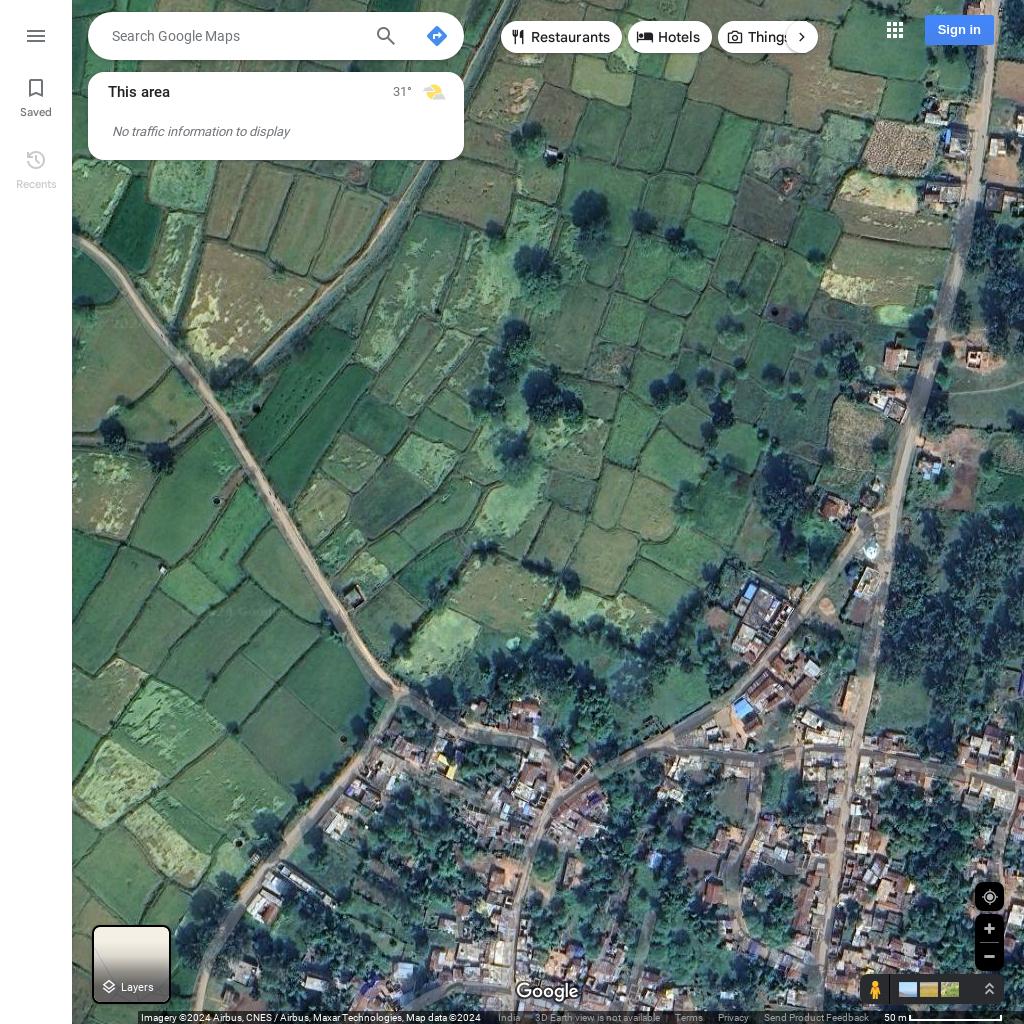 Search Google Maps
Restaurants
Hotels
Things
Sign in
This area
31°
No traffic information to display
Saved
Recents
Layers
Google
Imagery ©2024 Airbus, CNES / Airbus, Maxar Technologies, Map data ©2024 India 3D Earth view is not available Terms Privacy Send Product Feedback 50 m